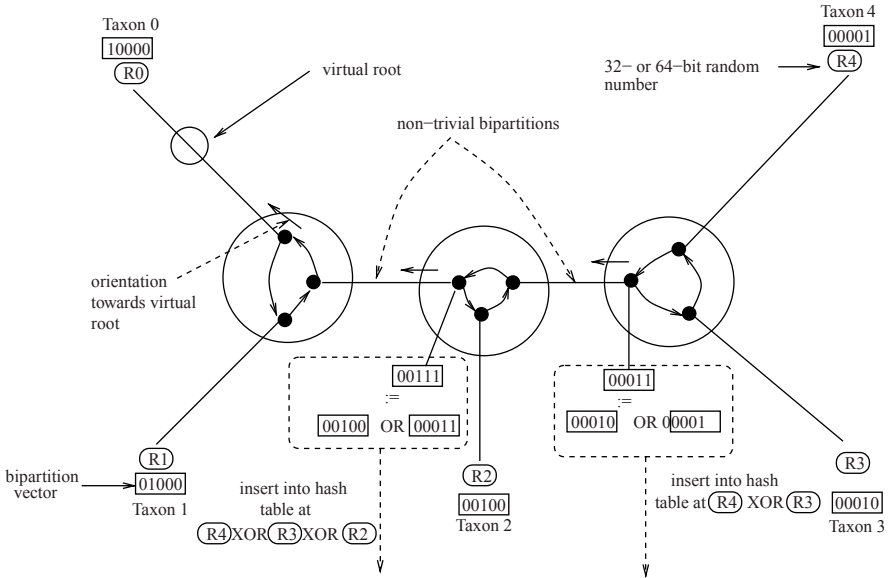 Taxon 0
10000
R0
virtual root
Taxon 4
00001
R4
32− or 64−bit random
number
non−trivial bipartitions
orientation
towards virtual
root
00111
:=
00100 OR 00011
00011
:=
00010 OR 00001
R1
bipartition
vector
01000
Taxon 1
insert into hash
table at
R4 XOR R3 XOR R2
R2
00100
Taxon 2
insert into hash
table at R4 XOR R3
R3
00010
Taxon 3